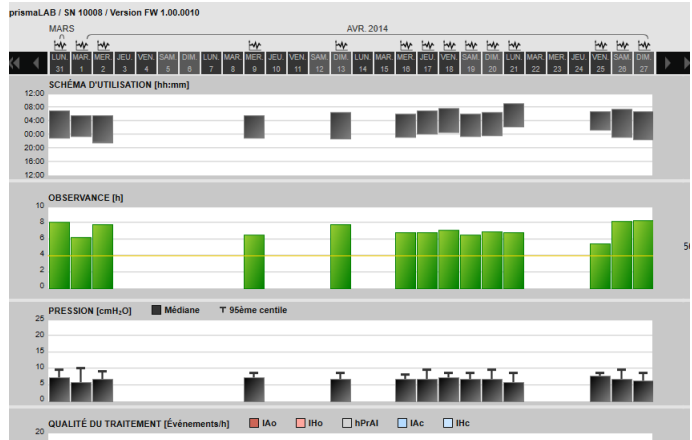 prismaLAB / SN 10008 / Version FW 1.00.0010
MARS AVR. 2014
LUN. MAR. MER. JEU. VEN. SAM. DIM. LUN. MAR. MER. JEU. VEN. SAM. DIM. LUN. MAR. MER. JEU. VEN. SAM. DIM. LUN. MAR. MER. JEU. VEN. SAM. DIM.
31 1 2 3 4 5 6 7 8 9 10 11 12 13 14 15 16 17 18 19 20 21 22 23 24 25 26 27
SCHÉMA D'UTILISATION [hh:mm]
12:00
08:00
04:00
00:00
20:00
16:00
12:00
OBSERVANCE [h]
10
8
6
4
2
0
PRESSION [cmH₂O] Médiane 95ème centile
25
20
15
10
5
0
QUALITÉ DU TRAITEMENT [Événements/h] IAo IHo hPrAI IAc IHc
20